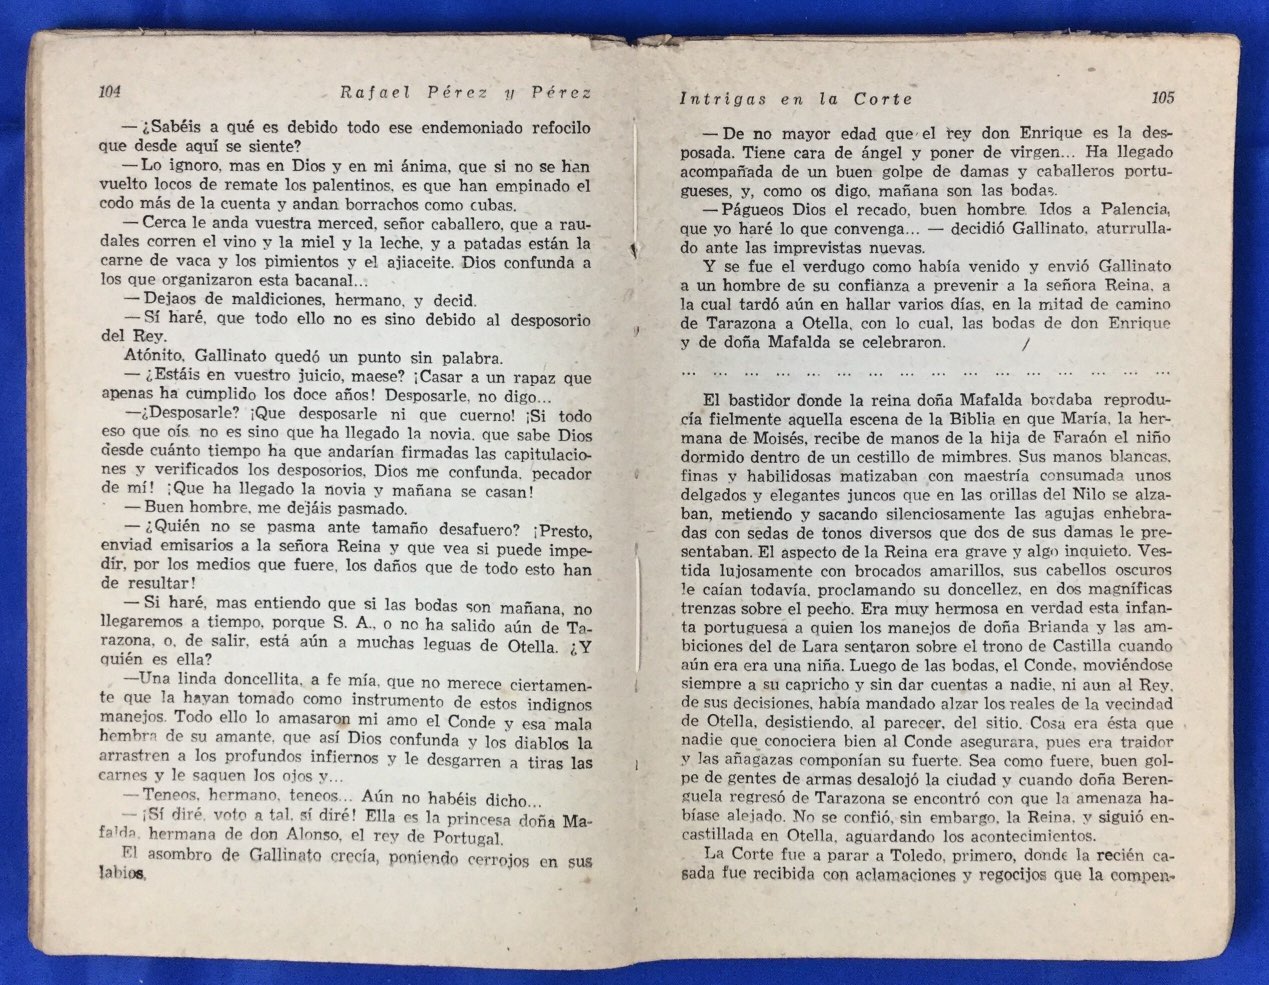 104
Rafael Pérez y Pérez
— ¿Sabéis a qué es debido todo ese endemoniado refocilo
que desde aquí se siente?
— Lo ignoro, mas en Dios y en mi ánima, que si no se han
vuelto locos de remate los palentinos, es que han empinado el
codo más de la cuenta y andan borrachos como cubas.
— Cerca le anda vuestra merced, señor caballero, que a rau-
dales corren el vino y la miel y la leche, y a patadas están la
carne de vaca y los pimientos y el ajiaceite. Dios confunda a
los que organizaron esta bacanal...
— Dejaos de maldiciones, hermano, y decid.
— Sí haré, que todo ello no es sino debido al desposorio
del Rey.
Atónito, Gallinato quedó un punto sin palabra.
— ¿Estáis en vuestro juicio, maese? ¡Casar a un rapaz que
apenas ha cumplido los doce años! Desposarle, no digo...
—¿Desposarle? ¡Que desposarle ni que cuerno! ¡Si todo
eso que oís no es sino que ha llegado la novia, que sabe Dios
desde cuánto tiempo ha que andarían firmadas las capitulacio-
nes y verificados los desposorios, Dios me confunda, pecador
de mí! ¡Que ha llegado la novia y mañana se casan!
— Buen hombre, me dejáis pasmado.
— ¿Quién no se pasma ante tamaño desafuero? ¡Presto,
enviad emisarios a la señora Reina y que vea si puede impe-
dir, por los medios que fuere, los daños que de todo esto han
de resultar!
— Si haré, mas entiendo que si las bodas son mañana, no
llegaremos a tiempo, porque S. A., o no ha salido aún de Ta-
razona, o, de salir, está aún a muchas leguas de Otella. ¿Y
quién es ella?
—Una linda doncellita, a fe mía, que no merece ciertamen-
te que la hayan tomado como instrumento de estos indignos
manejos. Todo ello lo amasaron mi amo el Conde y esa mala
hembra de su amante, que así Dios confunda y los diablos la
arrastren a los profundos infiernos y le desgarren a tiras las
carnes y le saquen los ojos y...
— Teneos, hermano, teneos... Aún no habéis dicho...
— ¡Sí diré, voto a tal, sí diré! Ella es la princesa doña Ma-
falda, hermana de don Alonso, el rey de Portugal.
El asombro de Gallinato crecía, poniendo cerrojos en sus
labios.
Intrigas en la Corte
105
— De no mayor edad que el rey don Enrique es la des-
posada. Tiene cara de ángel y poner de virgen... Ha llegado
acompañada de un buen golpe de damas y caballeros portu-
gueses, y, como os digo, mañana son las bodas.
— Págueos Dios el recado, buen hombre. Idos a Palencia,
que yo haré lo que convenga... — decidió Gallinato, aturrulla-
do ante las imprevistas nuevas.
Y se fue el verdugo como había venido y envió Gallinato
a un hombre de su confianza a prevenir a la señora Reina, a
la cual tardó aún en hallar varios días, en la mitad de camino
de Tarazona a Otella, con lo cual, las bodas de don Enrique
y de doña Mafalda se celebraron.
... ... ... ... ... ... ... ... ... ... ... ... ... ... ... ...
El bastidor donde la reina doña Mafalda bordaba reprodu-
cía fielmente aquella escena de la Biblia en que María, la her-
mana de Moisés, recibe de manos de la hija de Faraón el niño
dormido dentro de un cestillo de mimbres. Sus manos blancas,
finas y habilidosas matizaban con maestría consumada unos
delgados y elegantes juncos que en las orillas del Nilo se alza-
ban, metiendo y sacando silenciosamente las agujas enhebra-
das con sedas de tonos diversos que dos de sus damas le pre-
sentaban. El aspecto de la Reina era grave y algo inquieto. Ves-
tida lujosamente con brocados amarillos, sus cabellos oscuros
le caían todavía, proclamando su doncellez, en dos magníficas
trenzas sobre el pecho. Era muy hermosa en verdad esta infan-
ta portuguesa a quien los manejos de doña Brianda y las am-
biciones del de Lara sentaron sobre el trono de Castilla cuando
aún era era una niña. Luego de las bodas, el Conde, moviéndose
siempre a su capricho y sin dar cuentas a nadie, ni aun al Rey,
de sus decisiones, había mandado alzar los reales de la vecindad
de Otella, desistiendo, al parecer, del sitio. Cosa era ésta que
nadie que conociera bien al Conde asegurara, pues era traidor
y las añagazas componían su fuerte. Sea como fuere, buen gol-
pe de gentes de armas desalojó la ciudad y cuando doña Beren-
guela regresó de Tarazona se encontró con que la amenaza ha-
bíase alejado. No se confió, sin embargo, la Reina, y siguió en-
castillada en Otella, aguardando los acontecimientos.
La Corte fue a parar a Toledo, primero, donde la recién ca-
sada fue recibida con aclamaciones y regocijos que la compen-